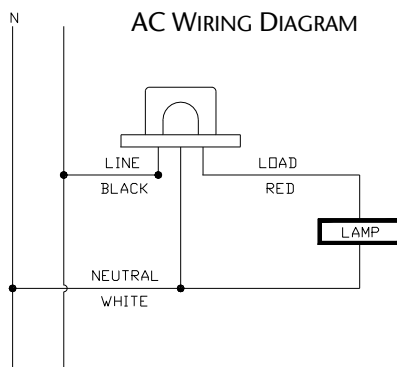 N
AC WIRING DIAGRAM
LINE
BLACK
LOAD
RED
LAMP
NEUTRAL
WHITE